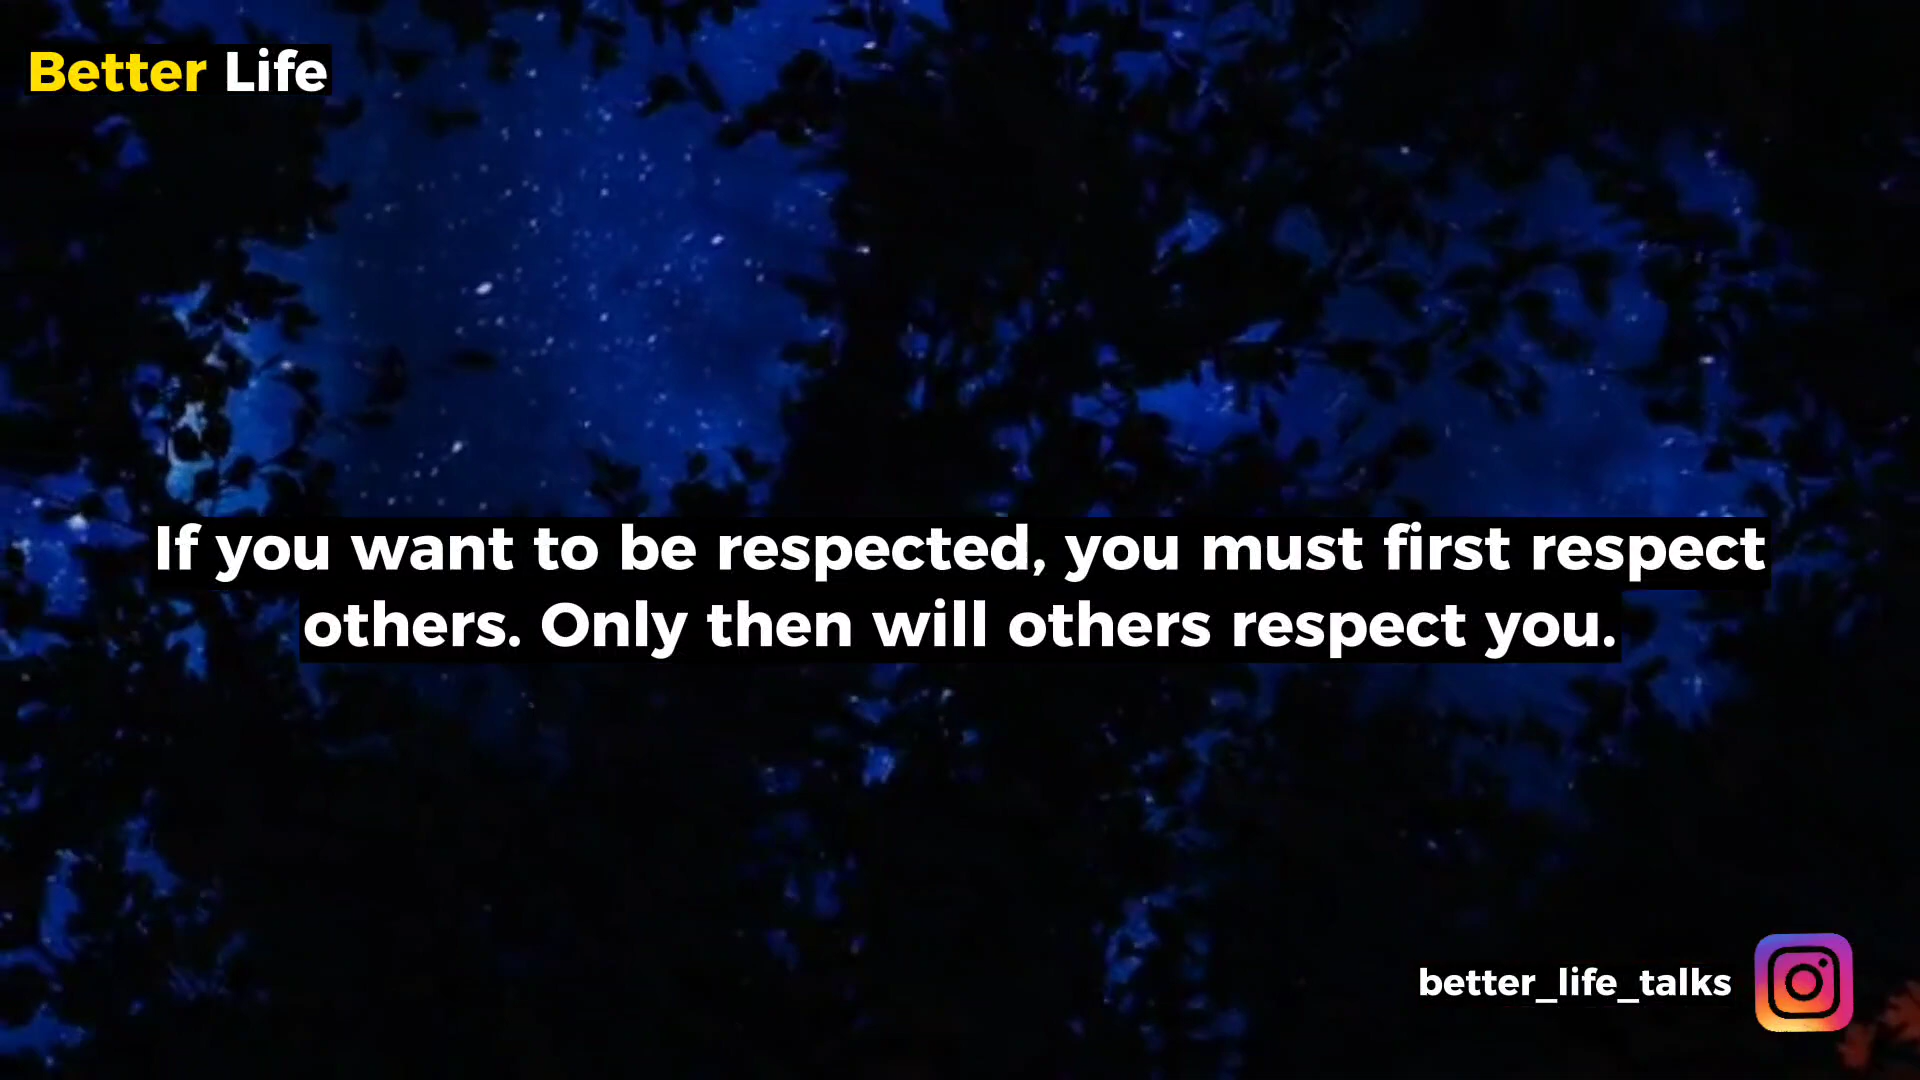 Better Life
If you want to be respected, you must first respect
others. Only then will others respect you.
better_life_talks